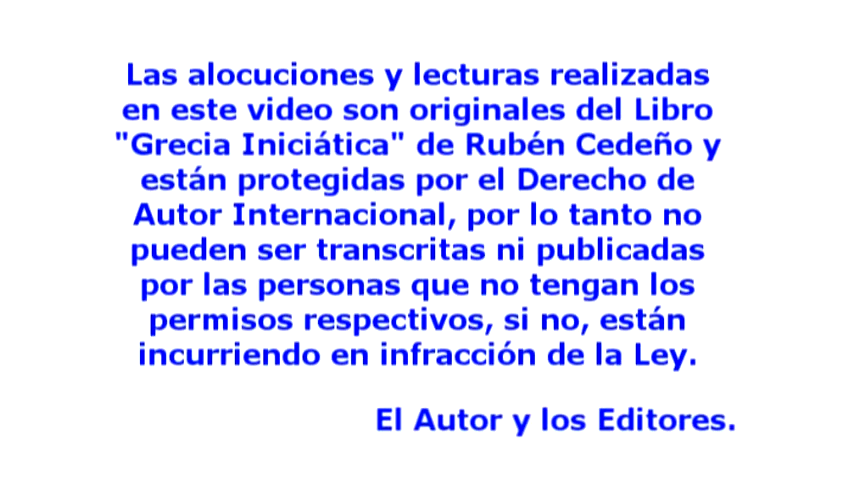 Las alocuciones y lecturas realizadas
en este video son originales del Libro
"Grecia Iniciática" de Rubén Cedeño y
están protegidas por el Derecho de
Autor Internacional, por lo tanto no
pueden ser transcritas ni publicadas
por las personas que no tengan los
permisos respectivos, si no, están
incurriendo en infracción de la Ley.
El Autor y los Editores.